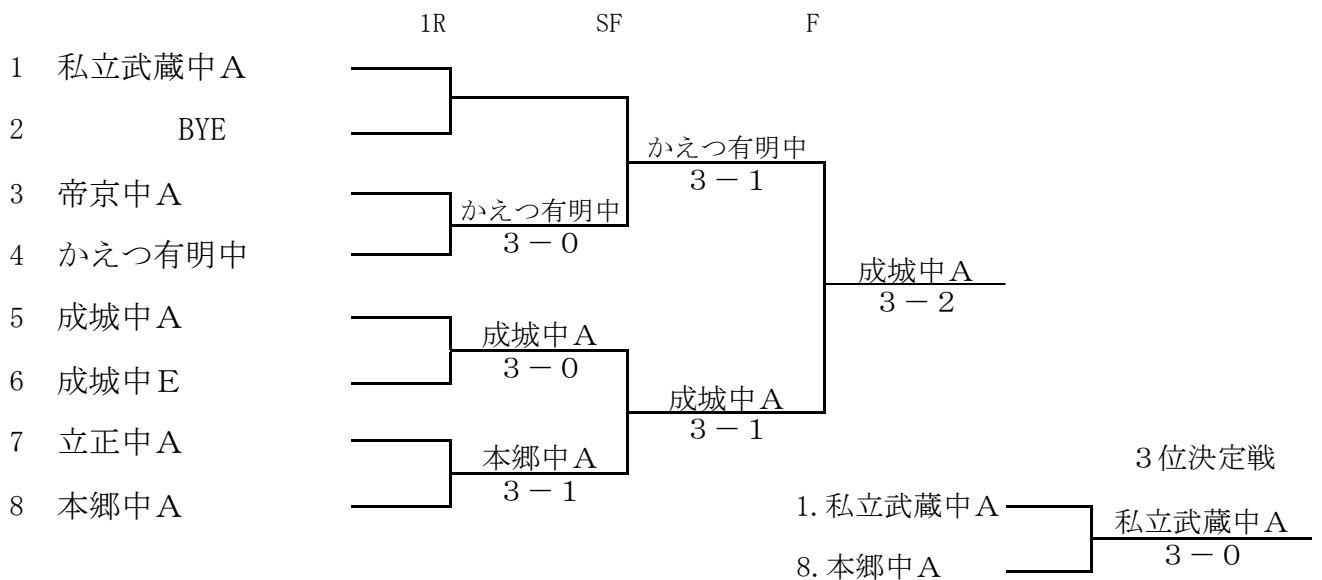 1R SF F
1 私立武蔵中A
2 BYE
かえつ有明中
3－1
3 帝京中A
かえつ有明中
3－0
4 かえつ有明中
成城中A
3－2
5 成城中A
成城中A
3－0
6 成城中E
成城中A
3－1
7 立正中A
本郷中A
3－1
8 本郷中A
3位決定戦
1.私立武蔵中A
私立武蔵中A
3－0
8.本郷中A